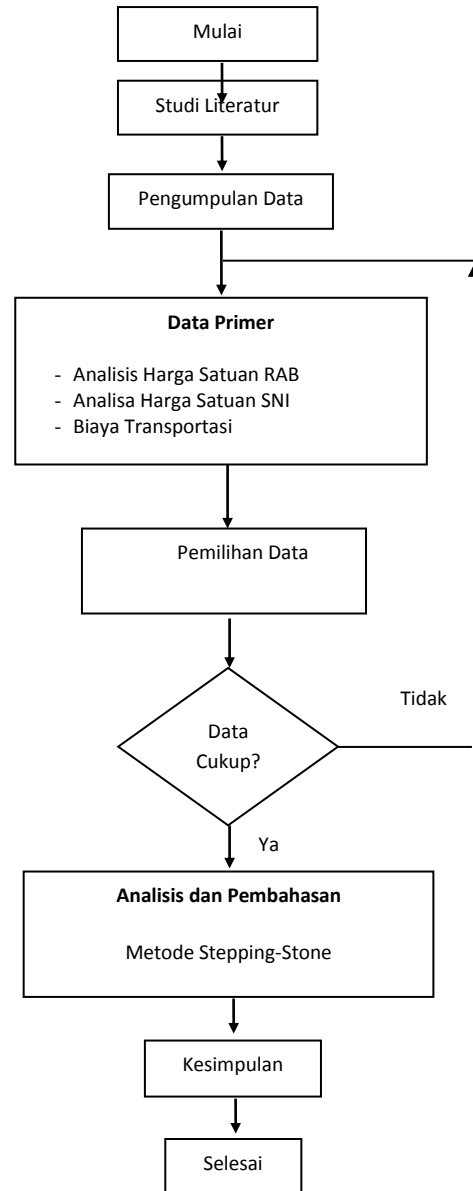 Mulai
Studi Literatur
Pengumpulan Data
Data Primer
- Analisis Harga Satuan RAB
- Analisa Harga Satuan SNI
- Biaya Transportasi
Pemilihan Data
Tidak
Data
Cukup?
Ya
Analisis dan Pembahasan
Metode Stepping-Stone
Kesimpulan
Selesai